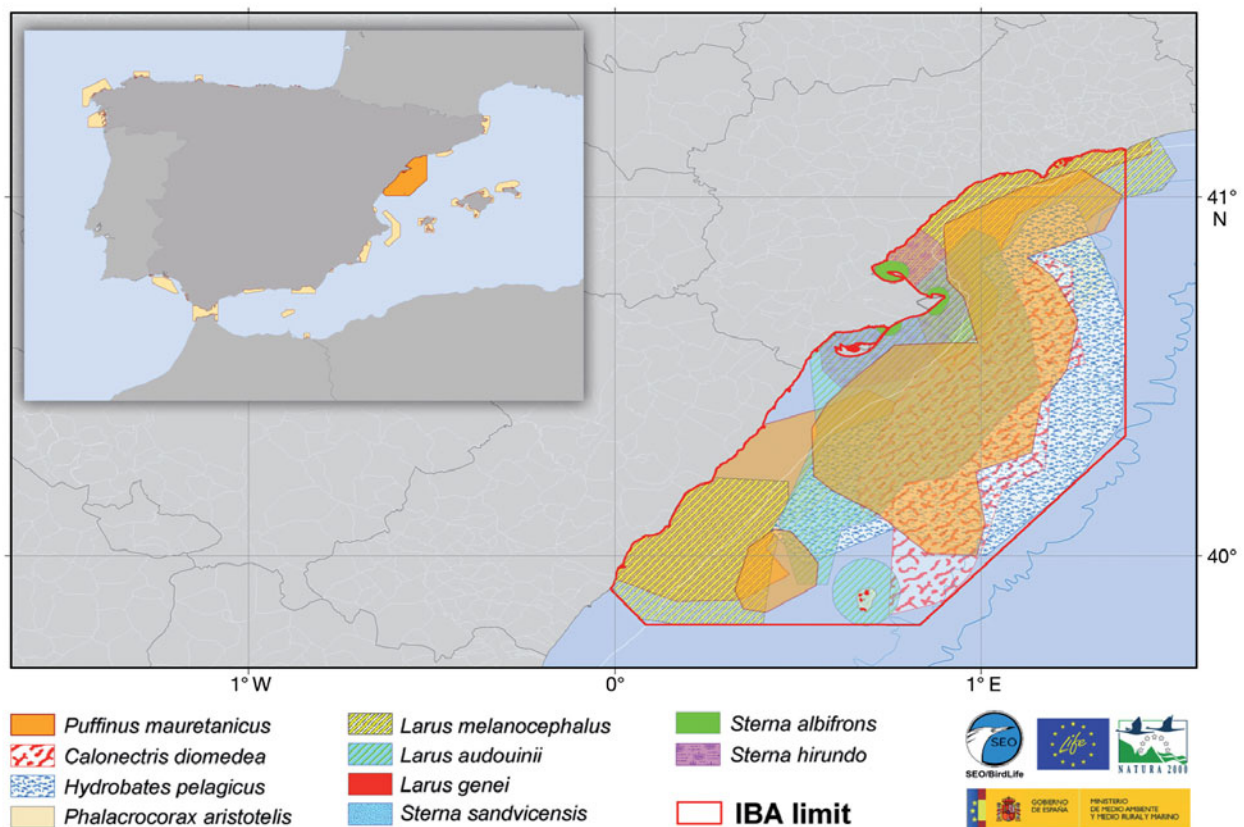 41°
N
40°
1° W
0°
1° E
Puffinus mauretanicus
Calonectris diomedea
Hydrobates pelagicus
Phalacrocorax aristotelis
Larus melanocephalus
Larus audouinii
Larus genei
Sterna sandvicensis
Sterna albifrons
Sterna hirundo
IBA limit
SEO
SEO/BirdLife
Life
NATURA 2000
GOBIERNO
DE ESPAÑA
MINISTERIO
DE MEDIO AMBIENTE
Y MEDIO RURAL Y MARINO